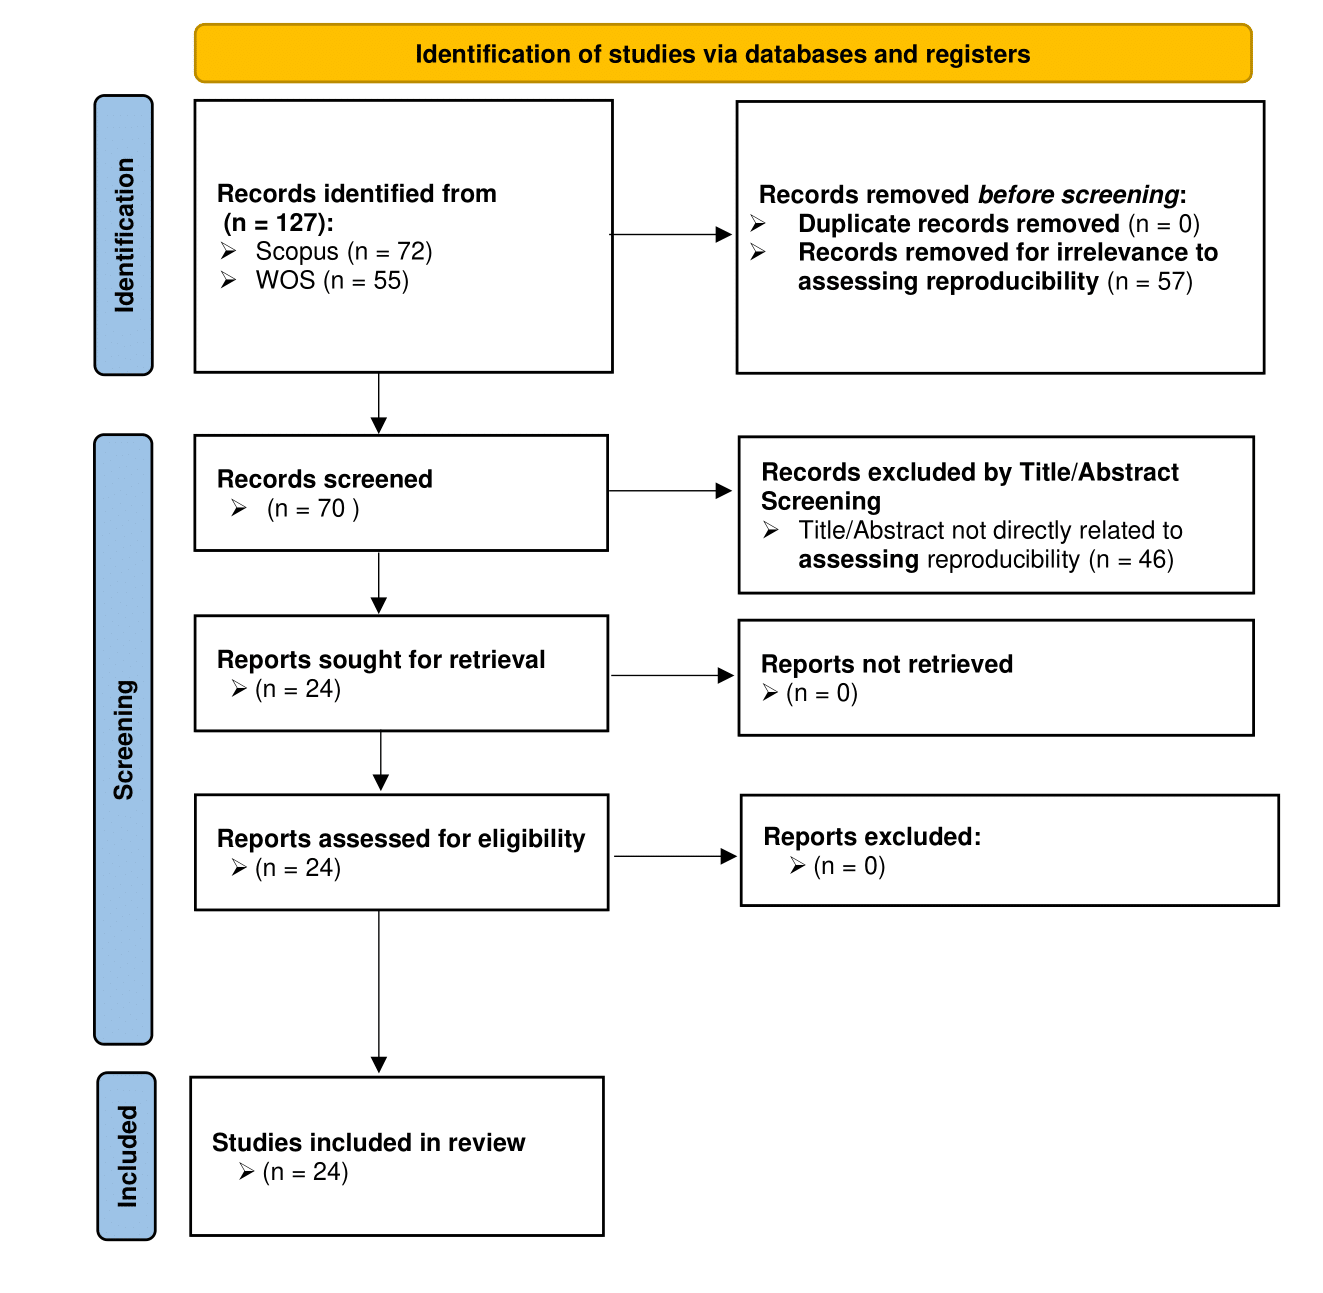 Identification of studies via databases and registers
Identification
Records identified from
(n = 127):
➢ Scopus (n = 72)
➢ WOS (n = 55)
Records removed before screening:
➢ Duplicate records removed (n = 0)
➢ Records removed for irrelevance to
assessing reproducibility (n = 57)
Screening
Records screened
➢ (n = 70 )
Records excluded by Title/Abstract
Screening
➢ Title/Abstract not directly related to
assessing reproducibility (n = 46)
Reports sought for retrieval
➢ (n = 24)
Reports not retrieved
➢ (n = 0)
Reports assessed for eligibility
➢ (n = 24)
Reports excluded:
➢ (n = 0)
Included
Studies included in review
➢ (n = 24)